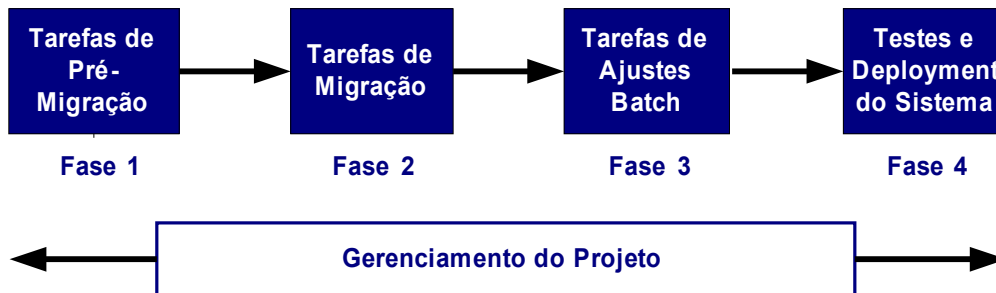 Tarefas de
Pré-
Migração
Tarefas de
Migração
Tarefas de
Ajustes
Batch
Testes e
Deployment
do Sistema
Fase 1
Fase 2
Fase 3
Fase 4
Gerenciamento do Projeto